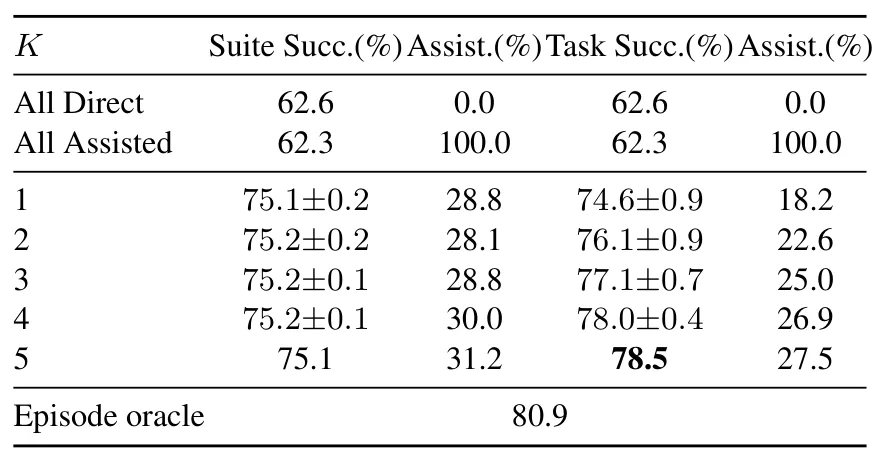 K Suite Succ.(%) Assist.(%) Task Succ.(%) Assist.(%)
All Direct 62.6 0.0 62.6 0.0
All Assisted 62.3 100.0 62.3 100.0
1 75.1±0.2 28.8 74.6±0.9 18.2
2 75.2±0.2 28.1 76.1±0.9 22.6
3 75.2±0.1 28.8 77.1±0.7 25.0
4 75.2±0.1 30.0 78.0±0.4 26.9
5 75.1 31.2 78.5 27.5
Episode oracle 80.9